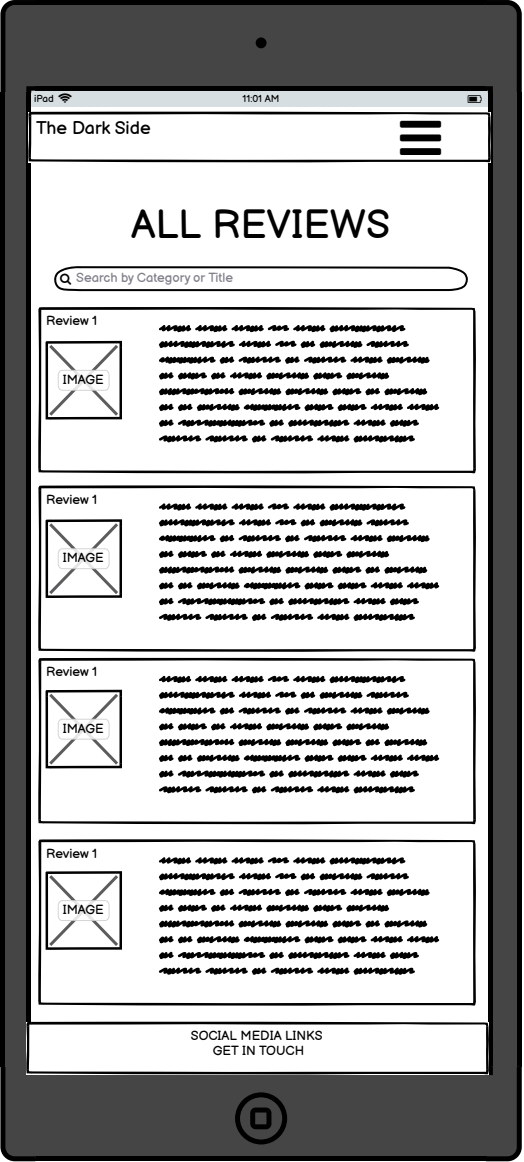 iPad 11:01 AM
The Dark Side
ALL REVIEWS
Search by Category or Title
Review 1
IMAGE
Review 1
IMAGE
Review 1
IMAGE
Review 1
IMAGE
SOCIAL MEDIA LINKS
GET IN TOUCH